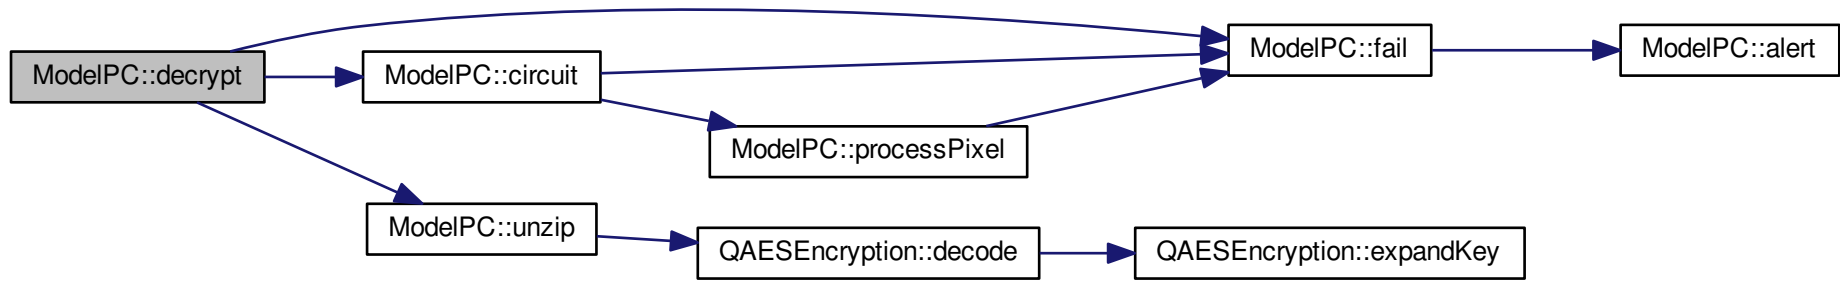 ModelPC::decrypt
ModelPC::circuit
ModelPC::fail
ModelPC::alert
ModelPC::processPixel
ModelPC::unzip
QAESEncryption::decode
QAESEncryption::expandKey